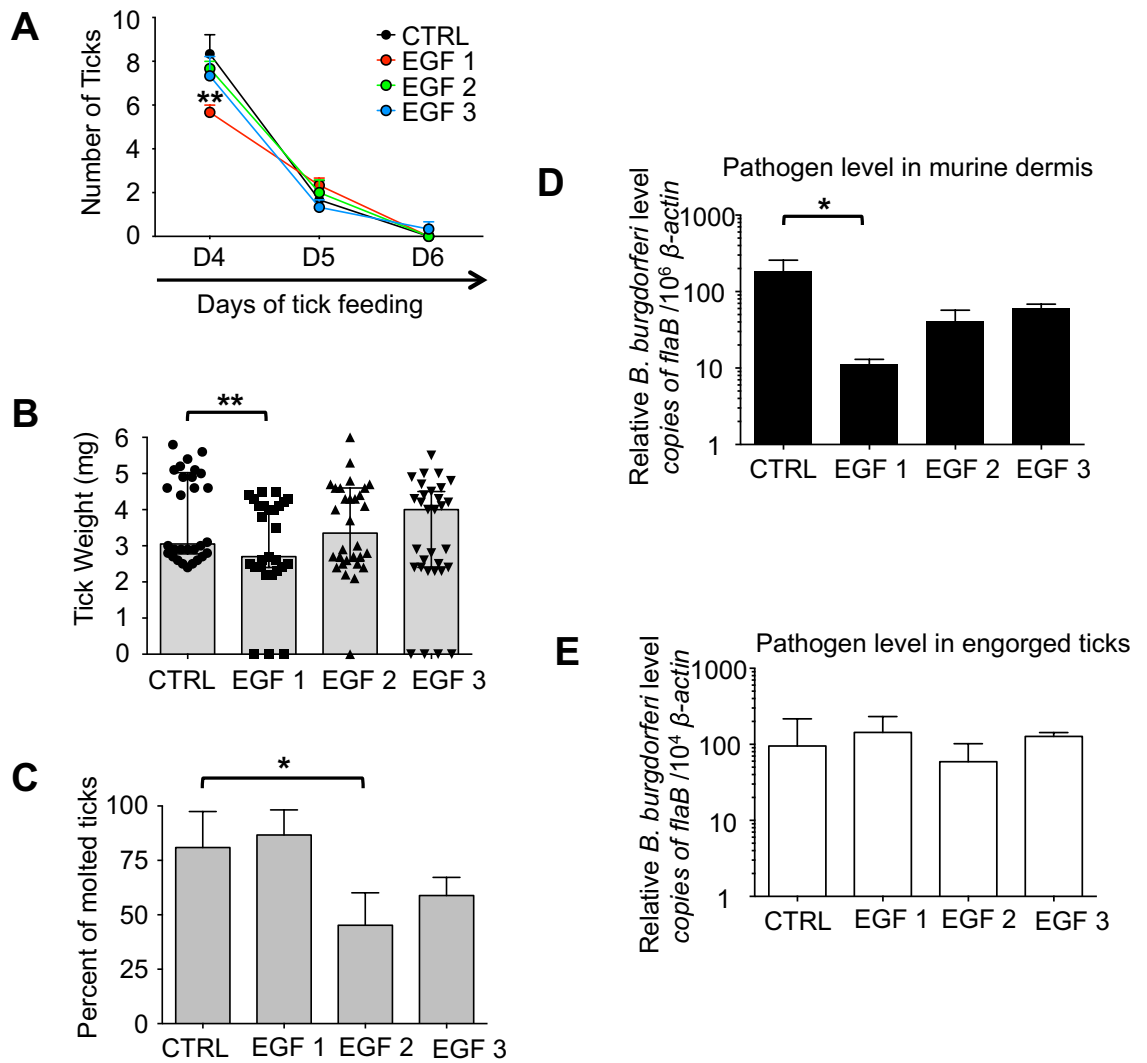 A
Number of Ticks
10
8
6
4
2
0
**
CTRL
EGF 1
EGF 2
EGF 3
D4 D5 D6
Days of tick feeding
B
Tick Weight (mg)
6
5
4
3
2
1
0
**
CTRL EGF 1 EGF 2 EGF 3
C
Percent of molted ticks
100
75
50
25
0
*
CTRL EGF 1 EGF 2 EGF 3
D
Pathogen level in murine dermis
Relative B. burgdorferi level
copies of flaB /10⁶ β-actin
1000
100
10
1
*
CTRL EGF 1 EGF 2 EGF 3
E
Pathogen level in engorged ticks
Relative B. burgdorferi level
copies of flaB /10⁴ β-actin
1000
100
10
1
CTRL EGF 1 EGF 2 EGF 3